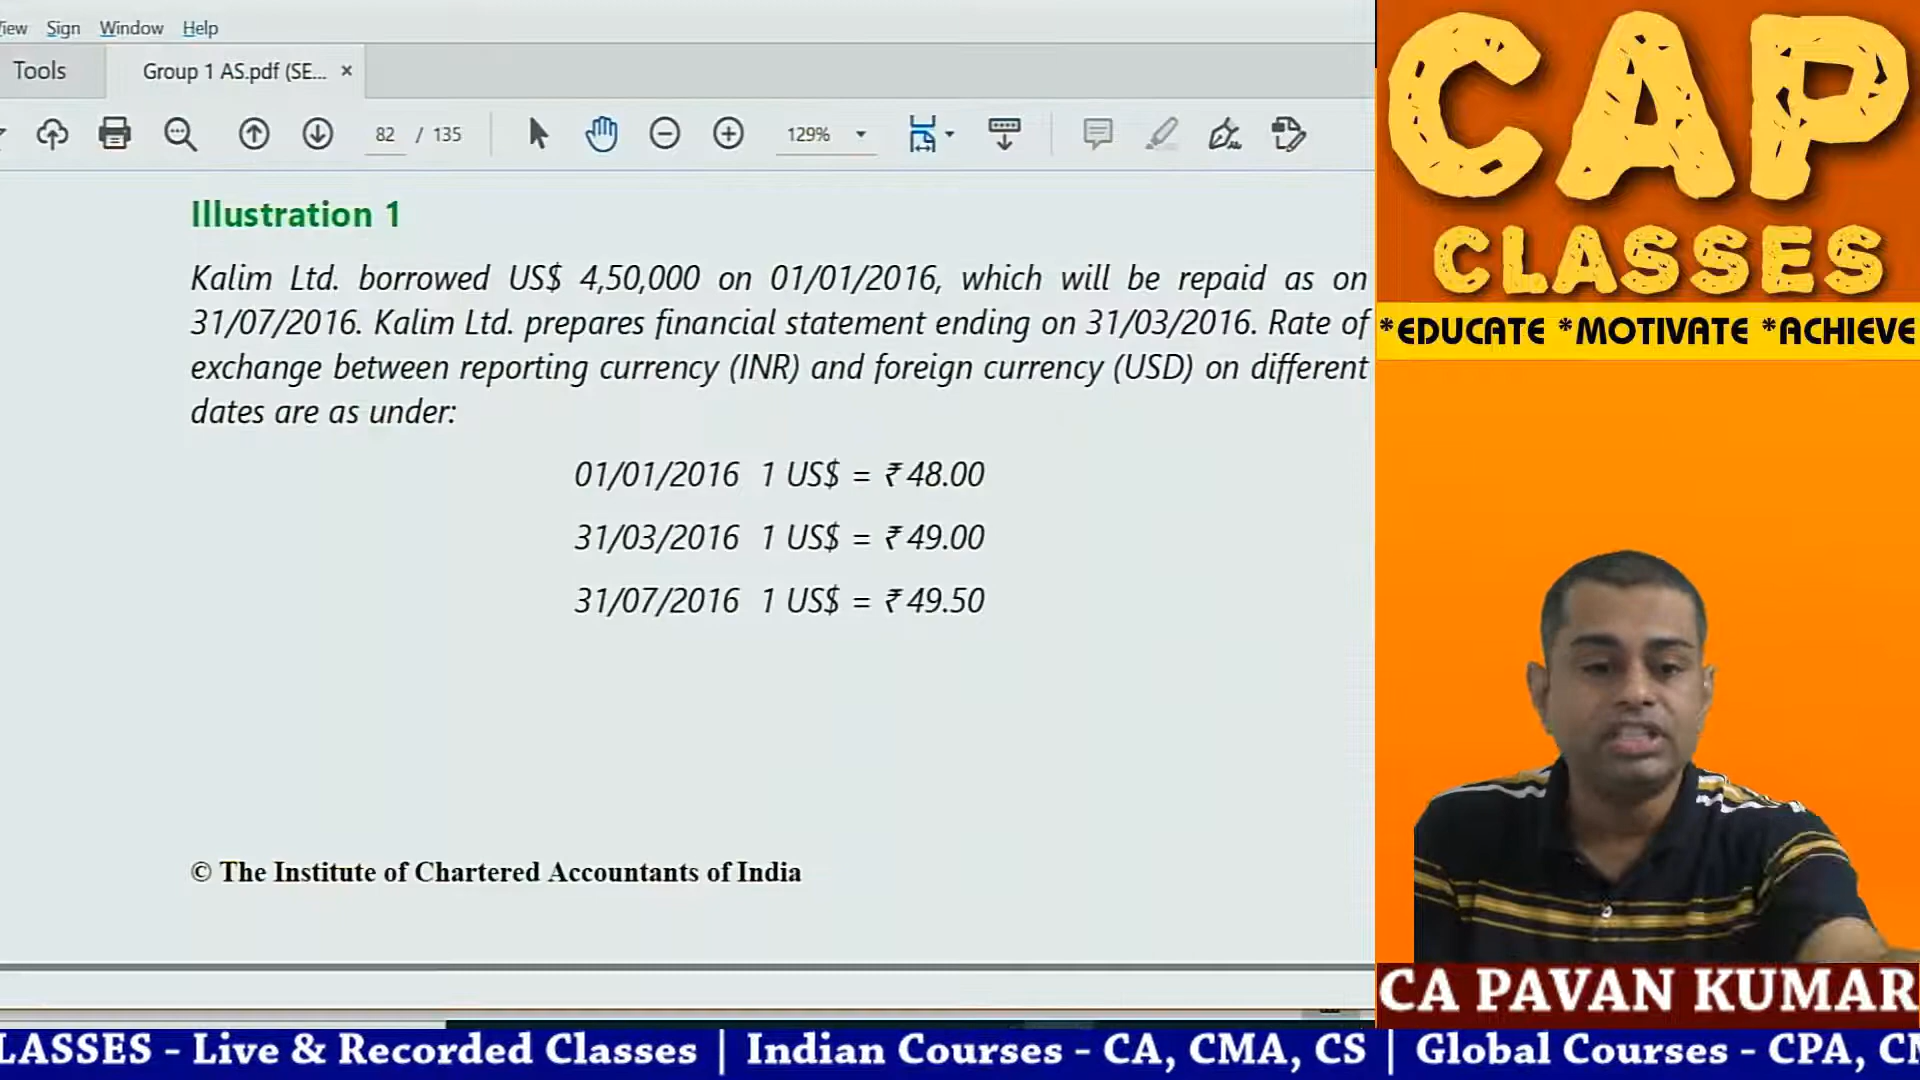 View Sign Window Help
Tools
Group 1 AS.pdf (SE... ×
82 / 135
129%
Illustration 1
Kalim Ltd. borrowed US$ 4,50,000 on 01/01/2016, which will be repaid as on
31/07/2016. Kalim Ltd. prepares financial statement ending on 31/03/2016. Rate of
exchange between reporting currency (INR) and foreign currency (USD) on different
dates are as under:
01/01/2016 1 US$ = ₹ 48.00
31/03/2016 1 US$ = ₹ 49.00
31/07/2016 1 US$ = ₹ 49.50
© The Institute of Chartered Accountants of India
CAP
CLASSES
*EDUCATE *MOTIVATE *ACHIEVE
CA PAVAN KUMAR
LASSES - Live & Recorded Classes | Indian Courses - CA, CMA, CS | Global Courses - CPA,